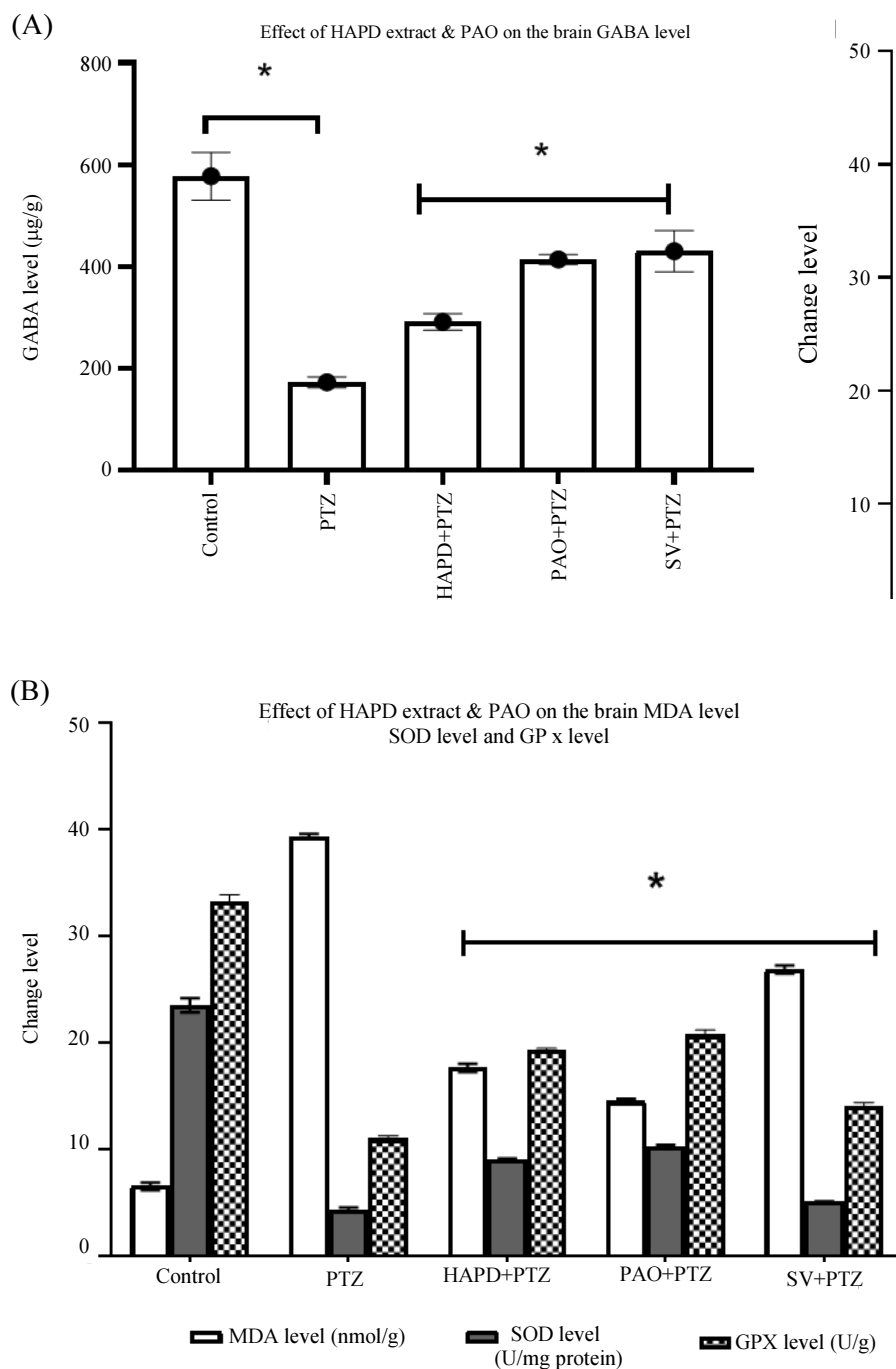 (A)
Effect of HAPD extract & PAO on the brain GABA level
800
600
400
200
0
GABA level (µg/g)
*
*
Control
PTZ
HAPD+PTZ
PAO+PTZ
SV+PTZ
50
40
30
20
10
Change level
(B)
Effect of HAPD extract & PAO on the brain MDA level
SOD level and GP x level
50
40
30
20
10
0
Change level
*
Control
PTZ
HAPD+PTZ
PAO+PTZ
SV+PTZ
MDA level (nmol/g)
SOD level
(U/mg protein)
GPX level (U/g)